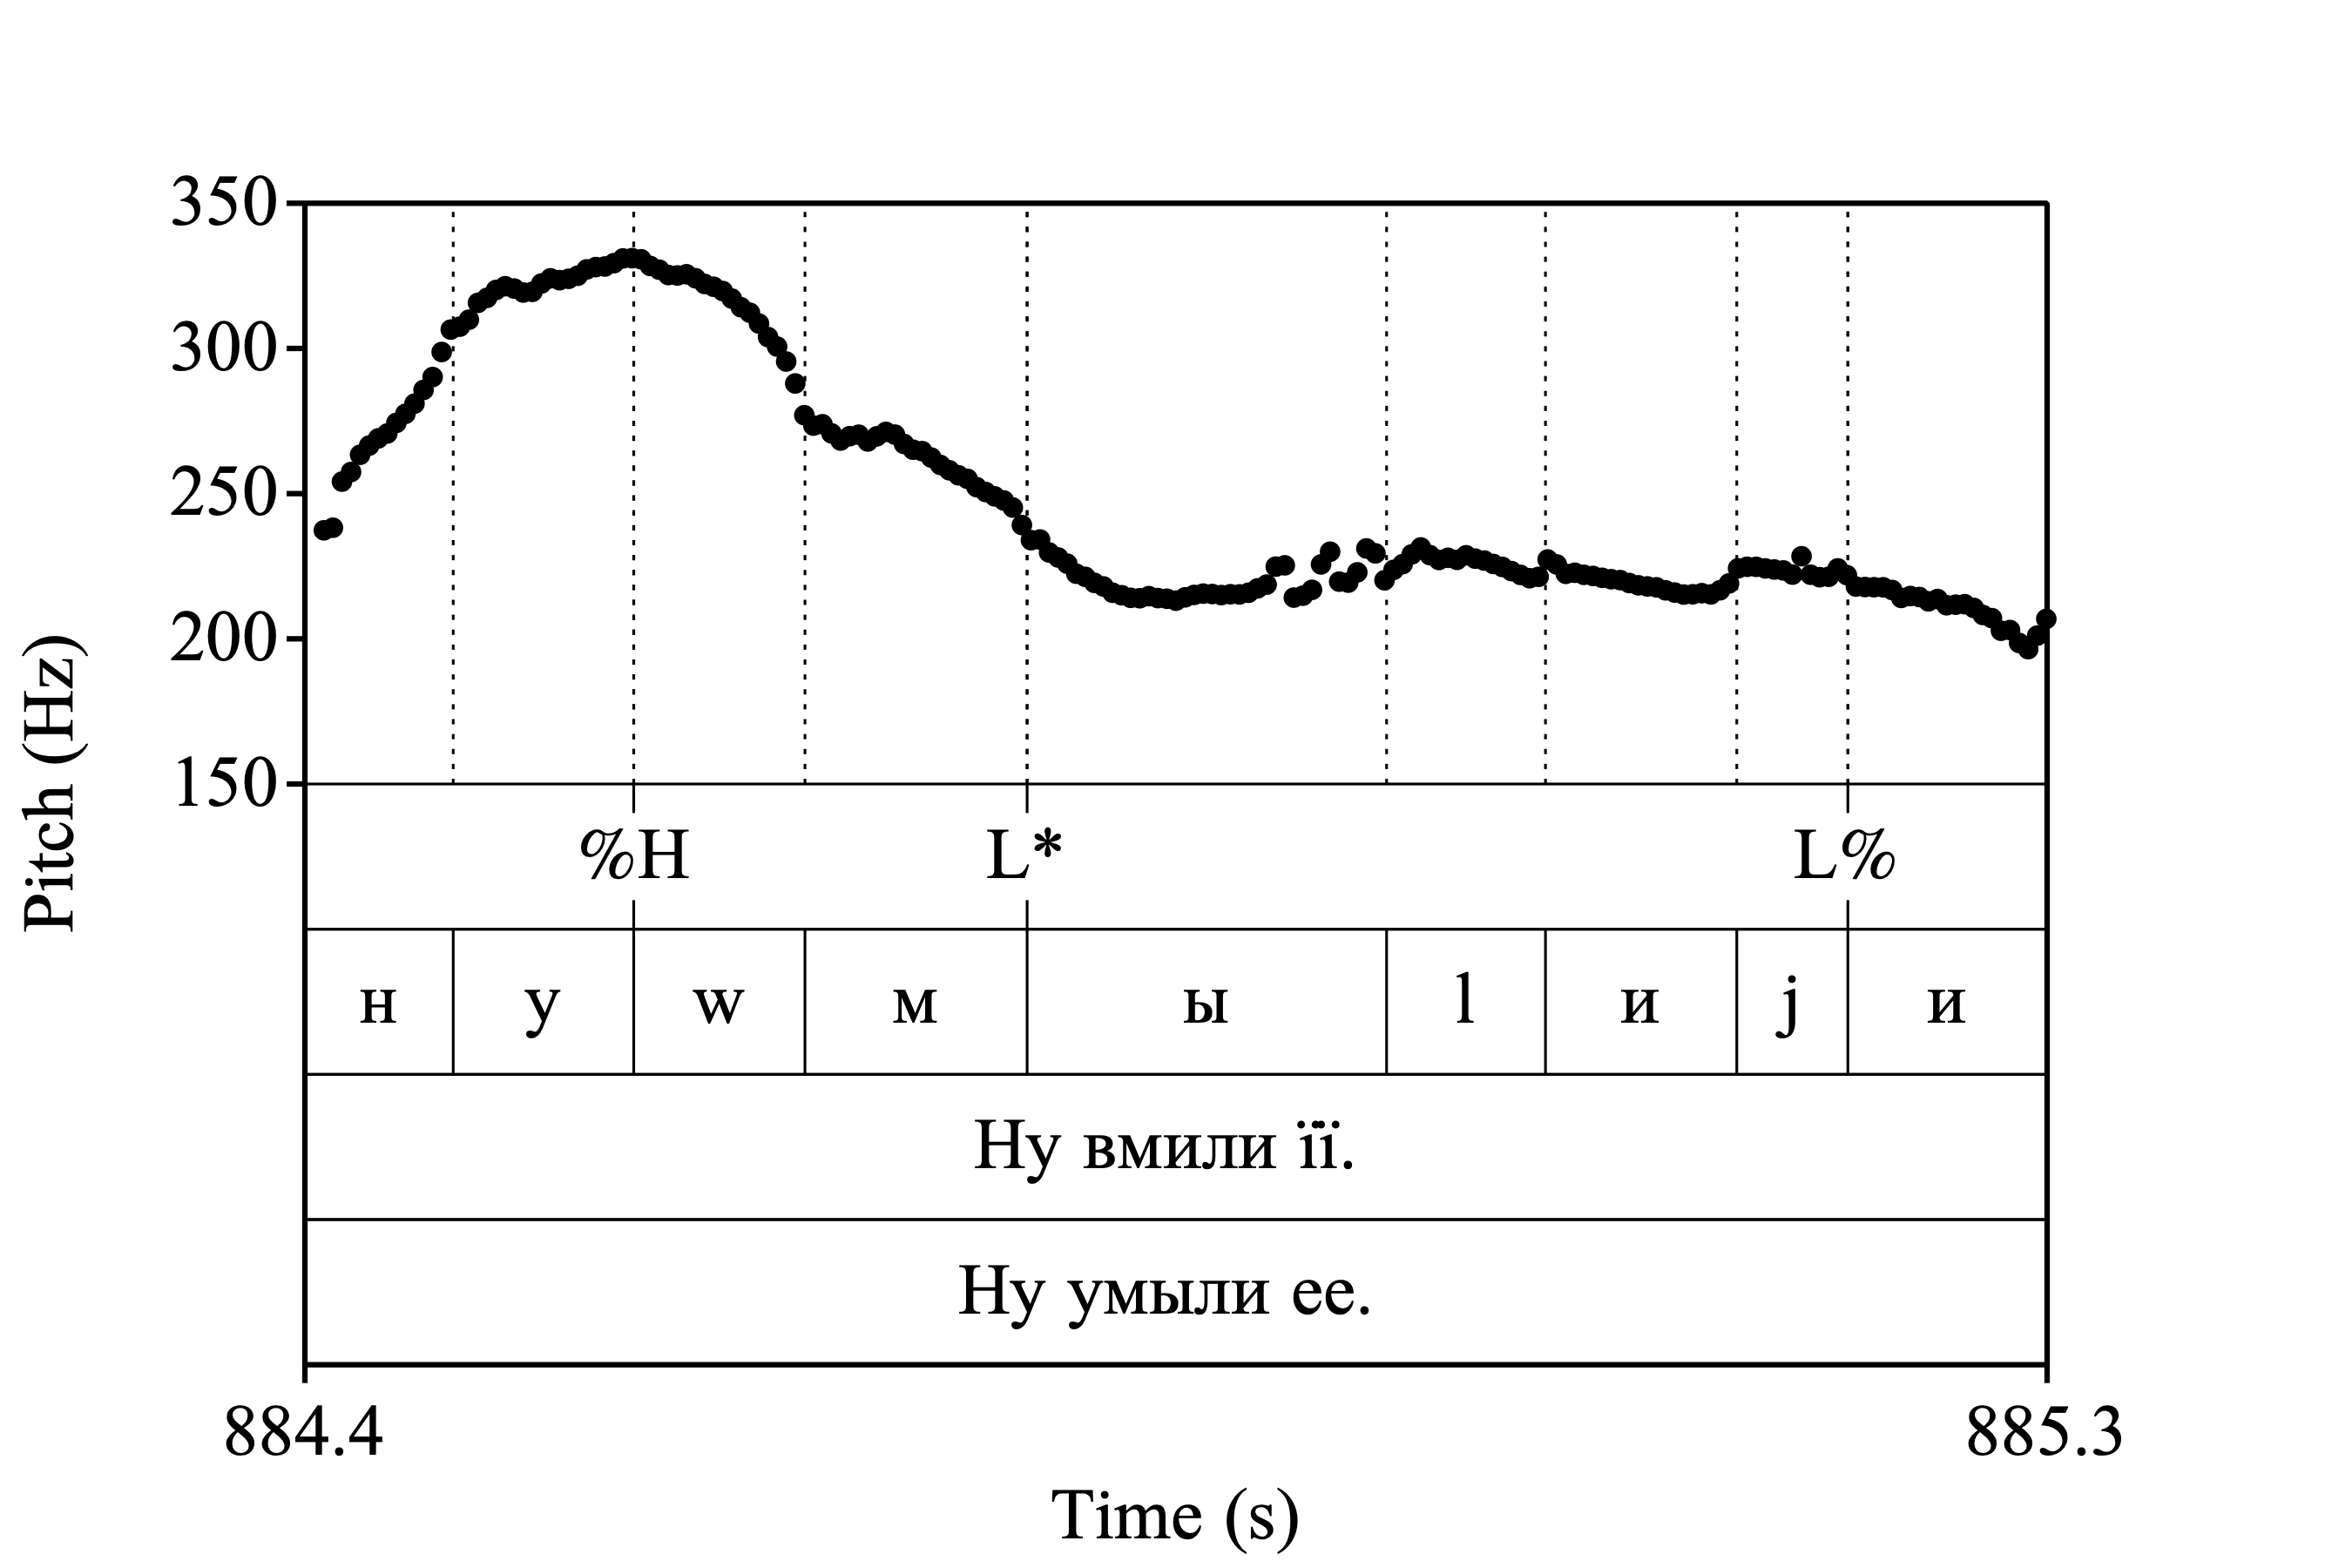 350
300
250
200
150
Pitch (Hz)
%H L* L%
н у w м ы l и j и
Ну вмили її.
Ну умыли ее.
884.4 885.3
Time (s)